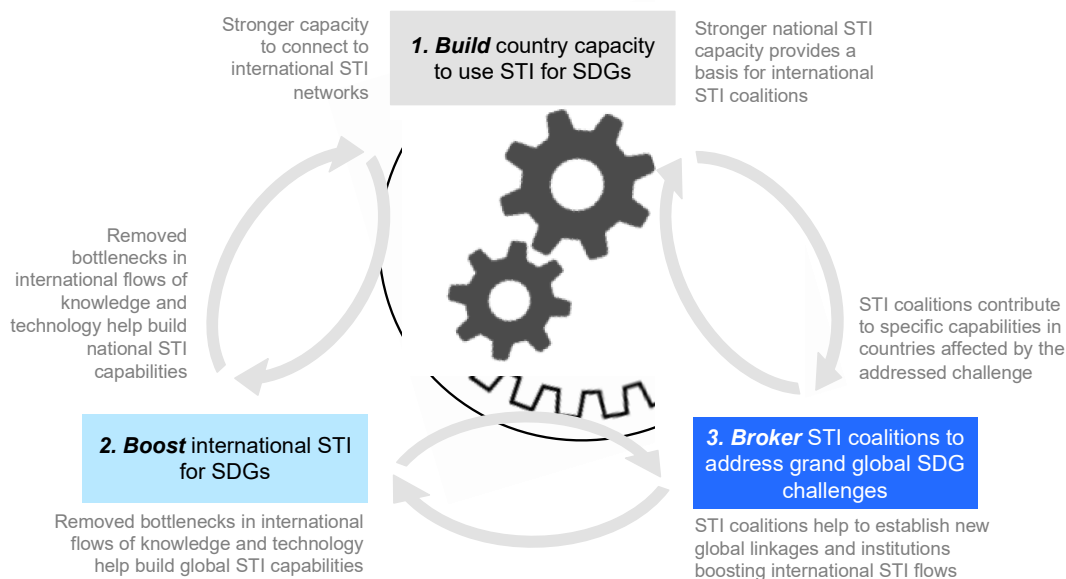 Stronger capacity
to connect to
international STI
networks
1. Build country capacity
to use STI for SDGs
Stronger national STI
capacity provides a
basis for international
STI coalitions
Removed
bottlenecks in
international flows of
knowledge and
technology help build
national STI
capabilities
STI coalitions contribute
to specific capabilities in
countries affected by the
addressed challenge
2. Boost international STI
for SDGs
3. Broker STI coalitions to
address grand global SDG
challenges
Removed bottlenecks in international
flows of knowledge and technology
help build global STI capabilities
STI coalitions help to establish new
global linkages and institutions
boosting international STI flows